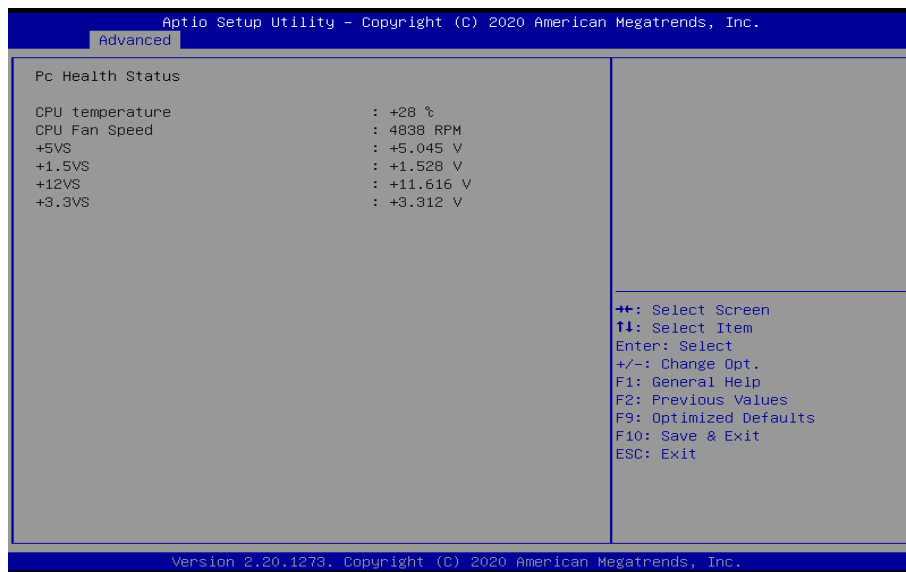 Aptio Setup Utility – Copyright (C) 2020 American Megatrends, Inc.
Advanced
Pc Health Status
CPU temperature : +28 ℃
CPU Fan Speed : 4838 RPM
+5VS : +5.045 V
+1.5VS : +1.528 V
+12VS : +11.616 V
+3.3VS : +3.312 V
→←: Select Screen
↑↓: Select Item
Enter: Select
+/-: Change Opt.
F1: General Help
F2: Previous Values
F9: Optimized Defaults
F10: Save & Exit
ESC: Exit
Version 2.20.1273. Copyright (C) 2020 American Megatrends, Inc.